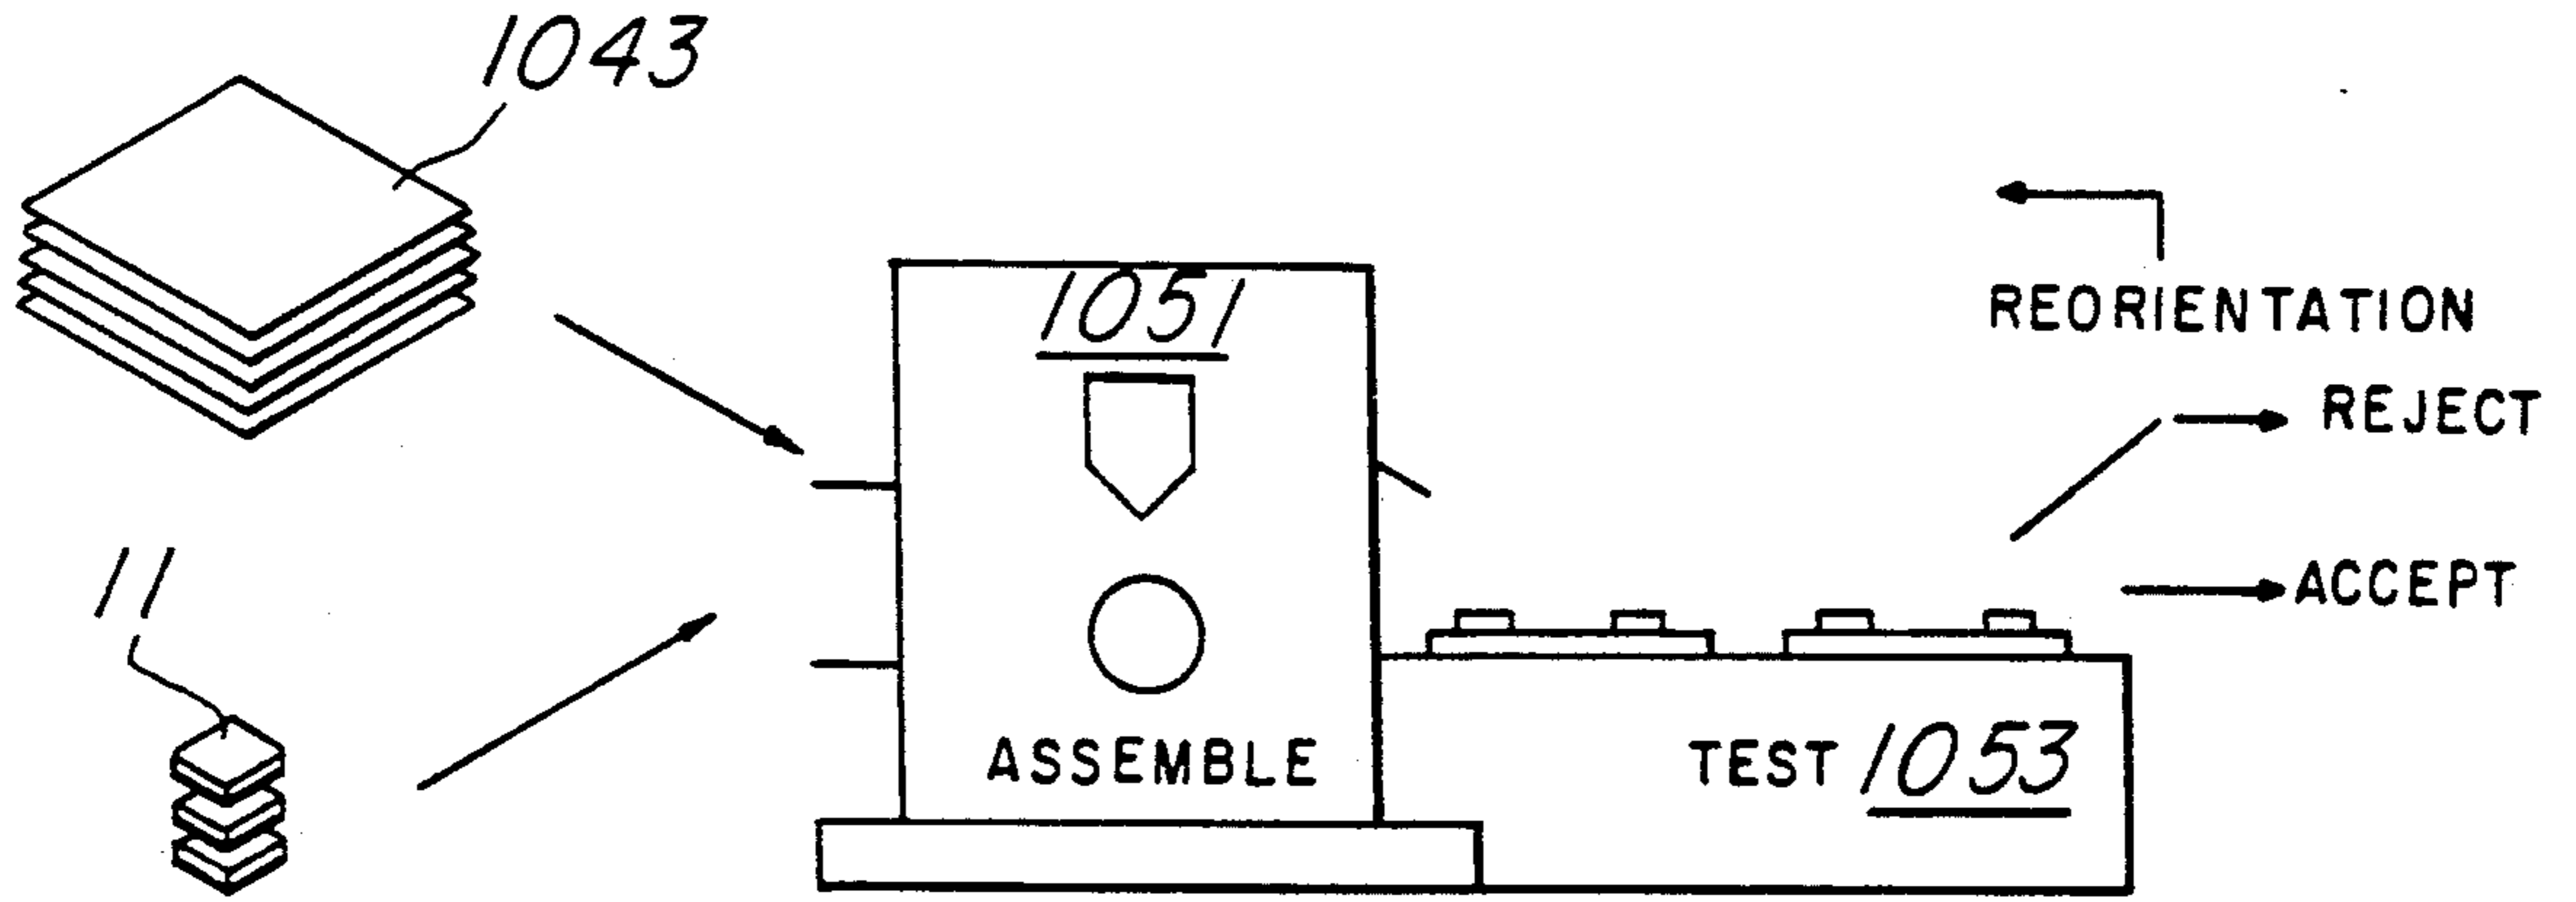 1043
1051
REORIENTATION
REJECT
11
ACCEPT
ASSEMBLE
TEST 1053